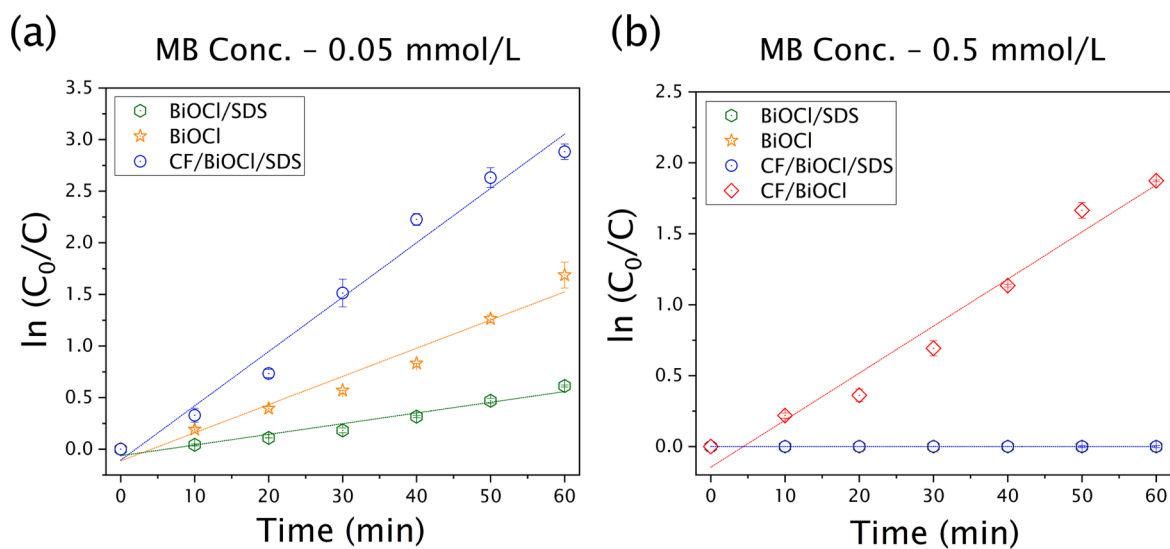 (a)
MB Conc. – 0.05 mmol/L
BiOCl/SDS
BiOCl
CF/BiOCl/SDS
3.5
3.0
2.5
2.0
1.5
1.0
0.5
0.0
ln (C₀/C)
0 10 20 30 40 50 60
Time (min)
(b)
MB Conc. – 0.5 mmol/L
BiOCl/SDS
BiOCl
CF/BiOCl/SDS
CF/BiOCl
2.5
2.0
1.5
1.0
0.5
0.0
ln (C₀/C)
0 10 20 30 40 50 60
Time (min)